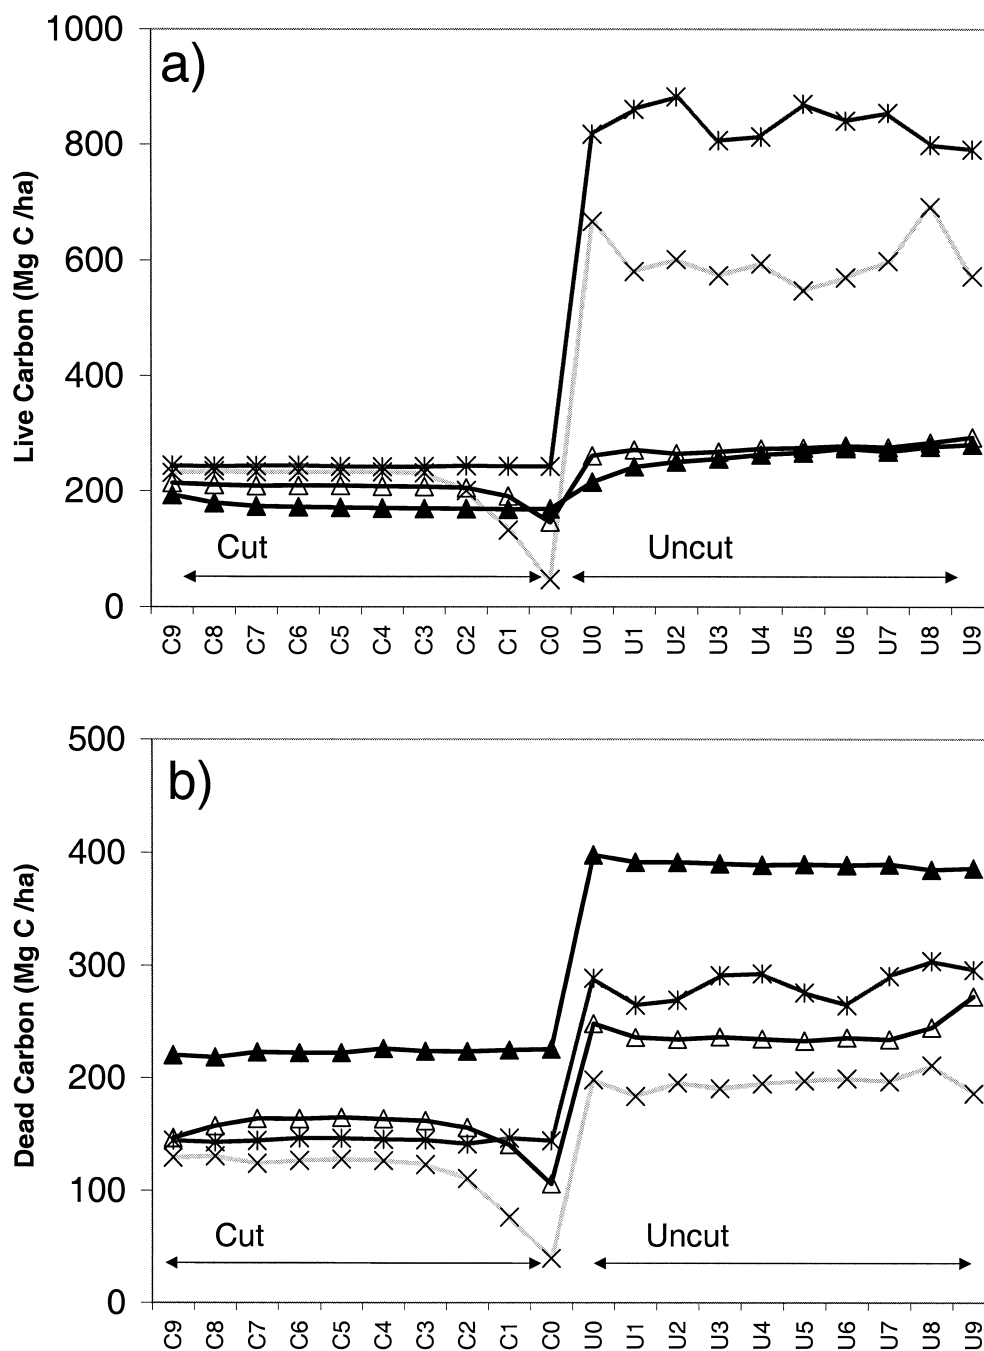 a)
Live Carbon (Mg C /ha)
1000
800
600
400
200
0
Cut
Uncut
C9 C8 C7 C6 C5 C4 C3 C2 C1 C0 U0 U1 U2 U3 U4 U5 U6 U7 U8 U9
b)
Dead Carbon (Mg C /ha)
500
400
300
200
100
0
Cut
Uncut
C9 C8 C7 C6 C5 C4 C3 C2 C1 C0 U0 U1 U2 U3 U4 U5 U6 U7 U8 U9